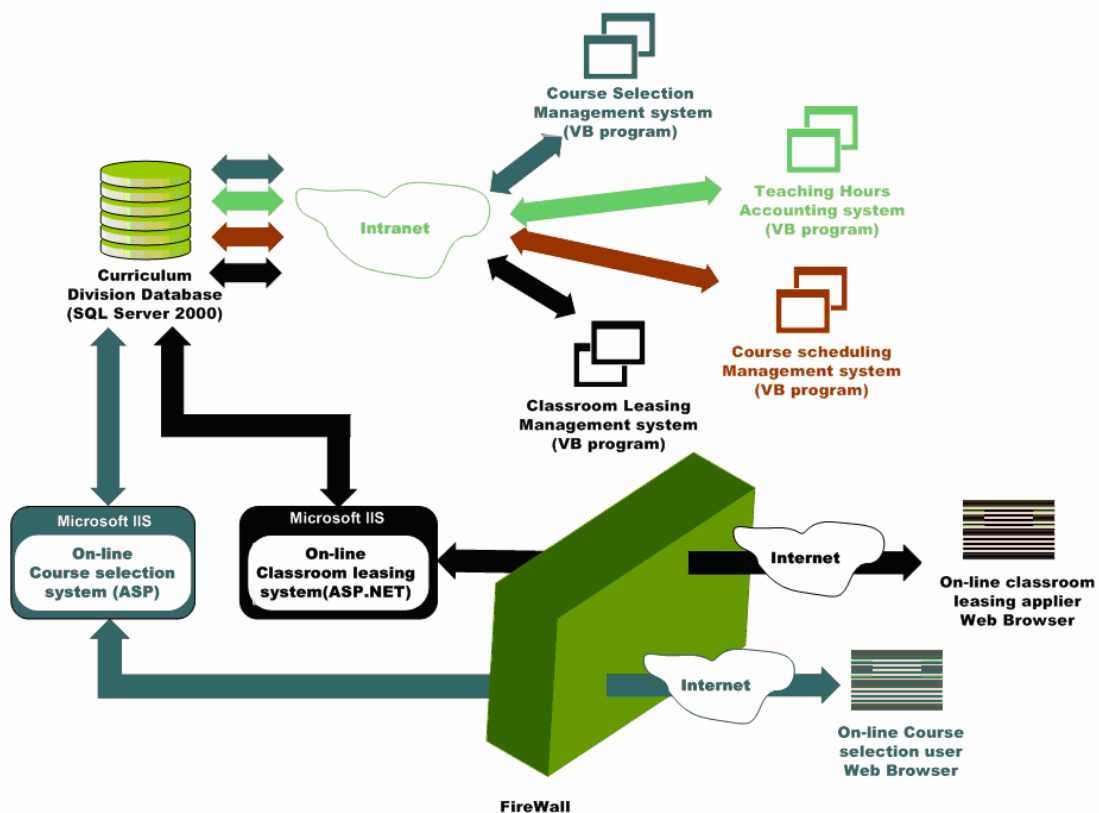 Course Selection
Management system
(VB program)
Teaching Hours
Accounting system
(VB program)
Intranet
Curriculum
Division Database
(SQL Server 2000)
Course scheduling
Management system
(VB program)
Classroom Leasing
Management system
(VB program)
Microsoft IIS
On-line
Course selection
system (ASP)
Microsoft IIS
On-line
Classroom leasing
system(ASP.NET)
Internet
On-line classroom
leasing applier
Web Browser
Internet
On-line Course
selection user
Web Browser
FireWall